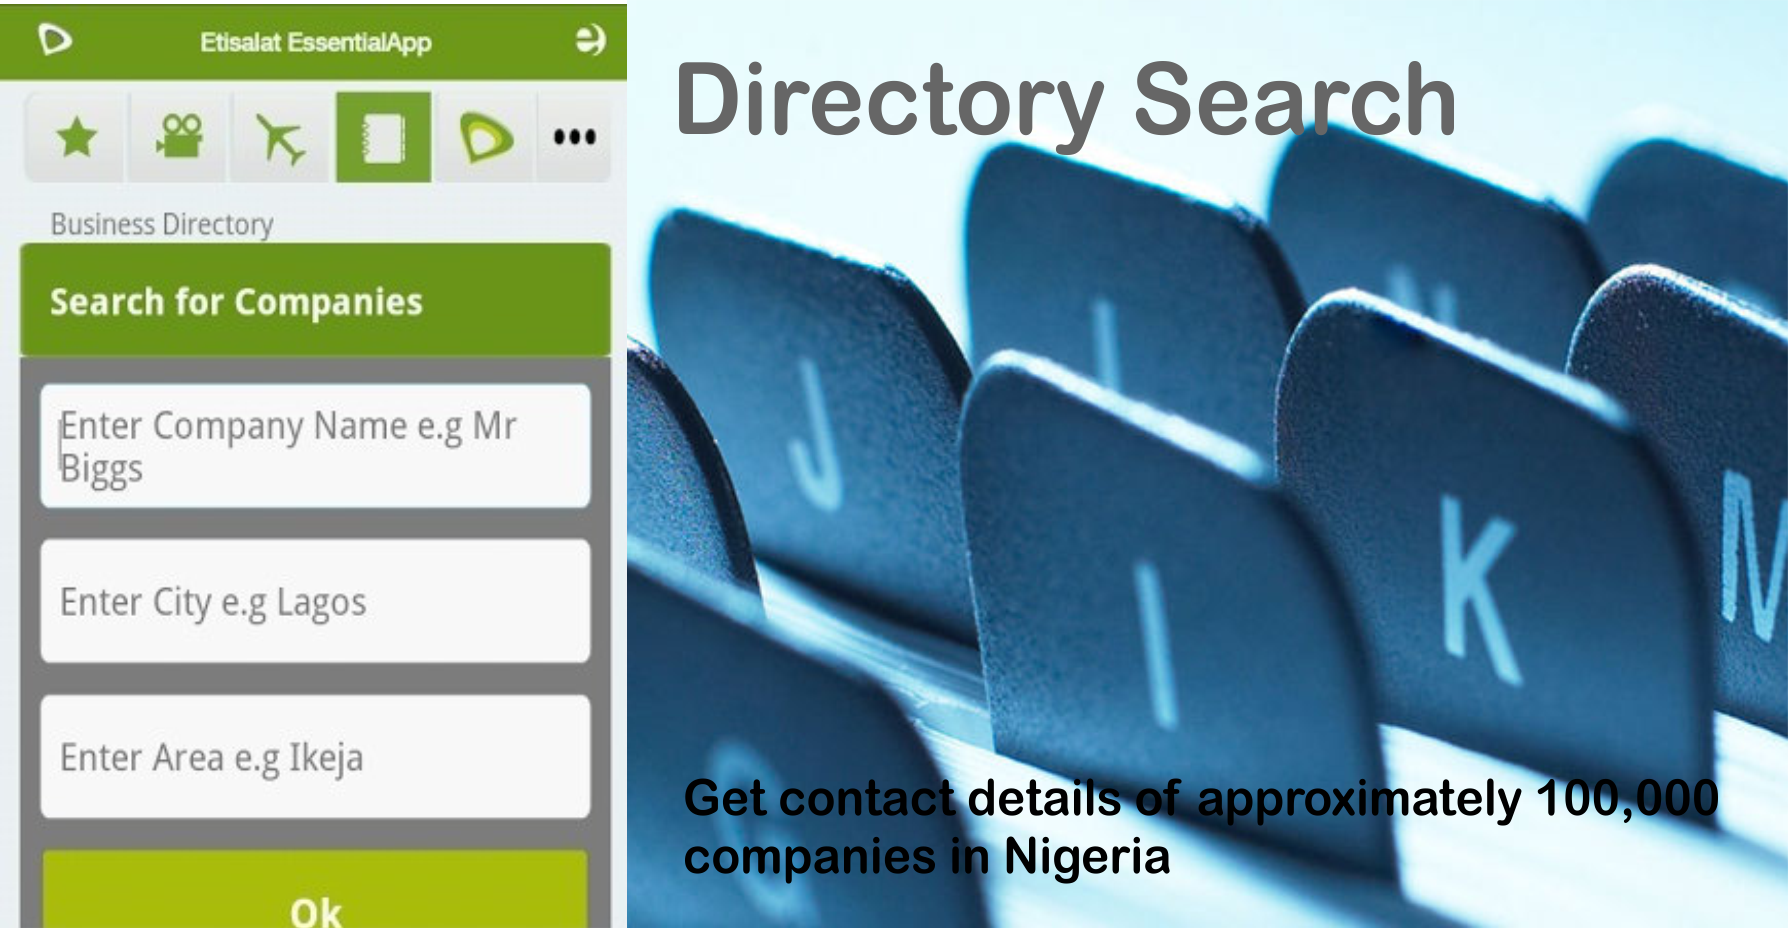 Etisalat EssentialApp
Business Directory
Search for Companies
Enter Company Name e.g Mr
Biggs
Enter City e.g Lagos
Enter Area e.g Ikeja
Ok
Directory Search
J
I
K
M
Get contact details of approximately 100,000
companies in Nigeria